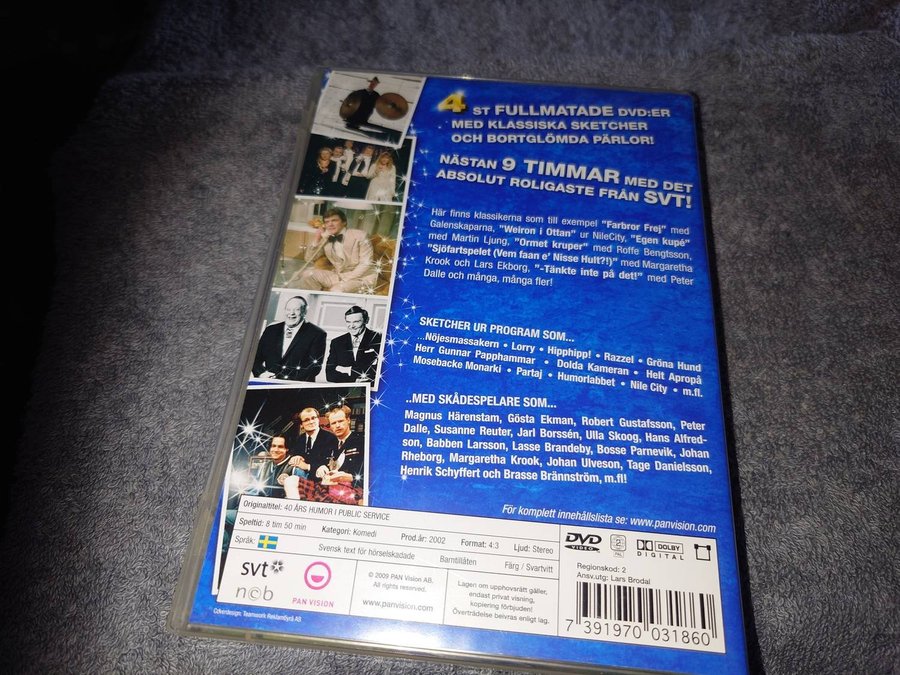 4 ST FULLMATADE DVD:ER
MED KLASSISKA SKETCHER
OCH BORTGLÖMDA PÄRLOR!
NÄSTAN 9 TIMMAR MED DET
ABSOLUT ROLIGASTE FRÅN SVT!
Här finns klassikerna som till exempel "Farbror Frej" med
Galenskaparna, "Weiron i Ottan" ur NileCity, "Egen kupé"
med Martin Ljung, "Ormet kruper" med Roffe Bengtsson,
"Sjöfartspelet (Vem faan e' Nisse Hult?!)" med Margaretha
Krook och Lars Ekborg, "-Tänkte inte på det!" med Peter
Dalle och många, många fler!
SKETCHER UR PROGRAM SOM...
...Nöjesmassakern • Lorry • Hipphipp! • Razzel • Gröna Hund
Herr Gunnar Papphammar • Dolda Kameran • Helt Apropå
Mosebacke Monarki • Partaj • Humorlabbet • Nile City • m.fl.
..MED SKÅDESPELARE SOM...
Magnus Härenstam, Gösta Ekman, Robert Gustafsson, Peter
Dalle, Susanne Reuter, Jarl Borssén, Ulla Skoog, Hans Alfred-
son, Babben Larsson, Lasse Brandeby, Bosse Parnevik, Johan
Rheborg, Margaretha Krook, Johan Ulveson, Tage Danielsson,
Henrik Schyffert och Brasse Brännström, m.fl!
För komplett innehållslista se: www.panvision.com
Originaltitel: 40 ÅRS HUMOR I PUBLIC SERVICE
Speltid: 8 tim 50 min Kategori: Komedi Prod.år: 2002 Format: 4:3 Ljud: Stereo
Språk: Svensk text för hörselskadade Barntillåten Färg / Svartvitt
DVD VIDEO
2
PAL
DOLBY DIGITAL
Regionskod: 2
Ansv.utg: Lars Brodal
svt
ncb
PAN VISION
© 2009 PAN Vision AB.
All rights reserved.
www.panvision.com
Lagen om upphovsrätt gäller,
endast privat visning,
kopiering förbjuden!
Överträdelse beivras enligt lag.
7 391970 031860
Coverdesign: Teamwork Reklambyrå AB